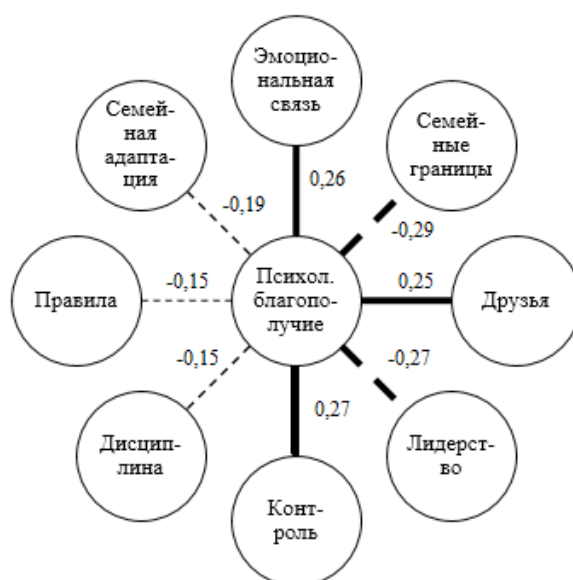 Эмоцио-
нальная
связь
Семей-
ная
адапта-
ция
Семей-
ные
границы
0,26
-0,19
-0,29
Правила
-0,15
Психол.
благопо-
лучие
0,25
Друзья
-0,15
-0,27
0,27
Дисцип-
лина
Лидерст-
во
Конт-
роль